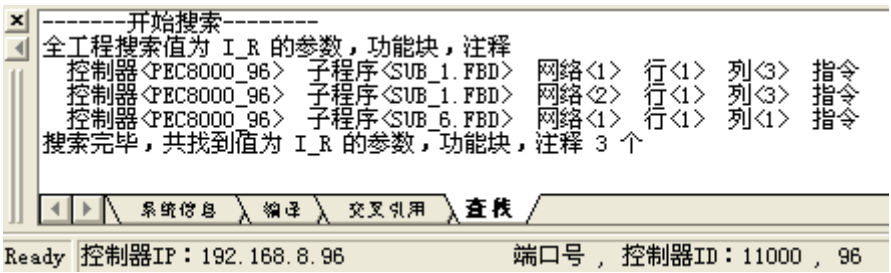 -------开始搜索--------
全工程搜索值为 I_R 的参数，功能块，注释
控制器<PEC8000_96> 子程序<SUB_1.FBD> 网络<1> 行<1> 列<3> 指令
控制器<PEC8000_96> 子程序<SUB_1.FBD> 网络<2> 行<1> 列<3> 指令
控制器<PEC8000_96> 子程序<SUB_6.FBD> 网络<1> 行<1> 列<1> 指令
搜索完毕，共找到值为 I_R 的参数，功能块，注释 3 个
系统信息 编译 交叉引用 查找
Ready 控制器IP：192.168.8.96 端口号 , 控制器ID：11000 , 96